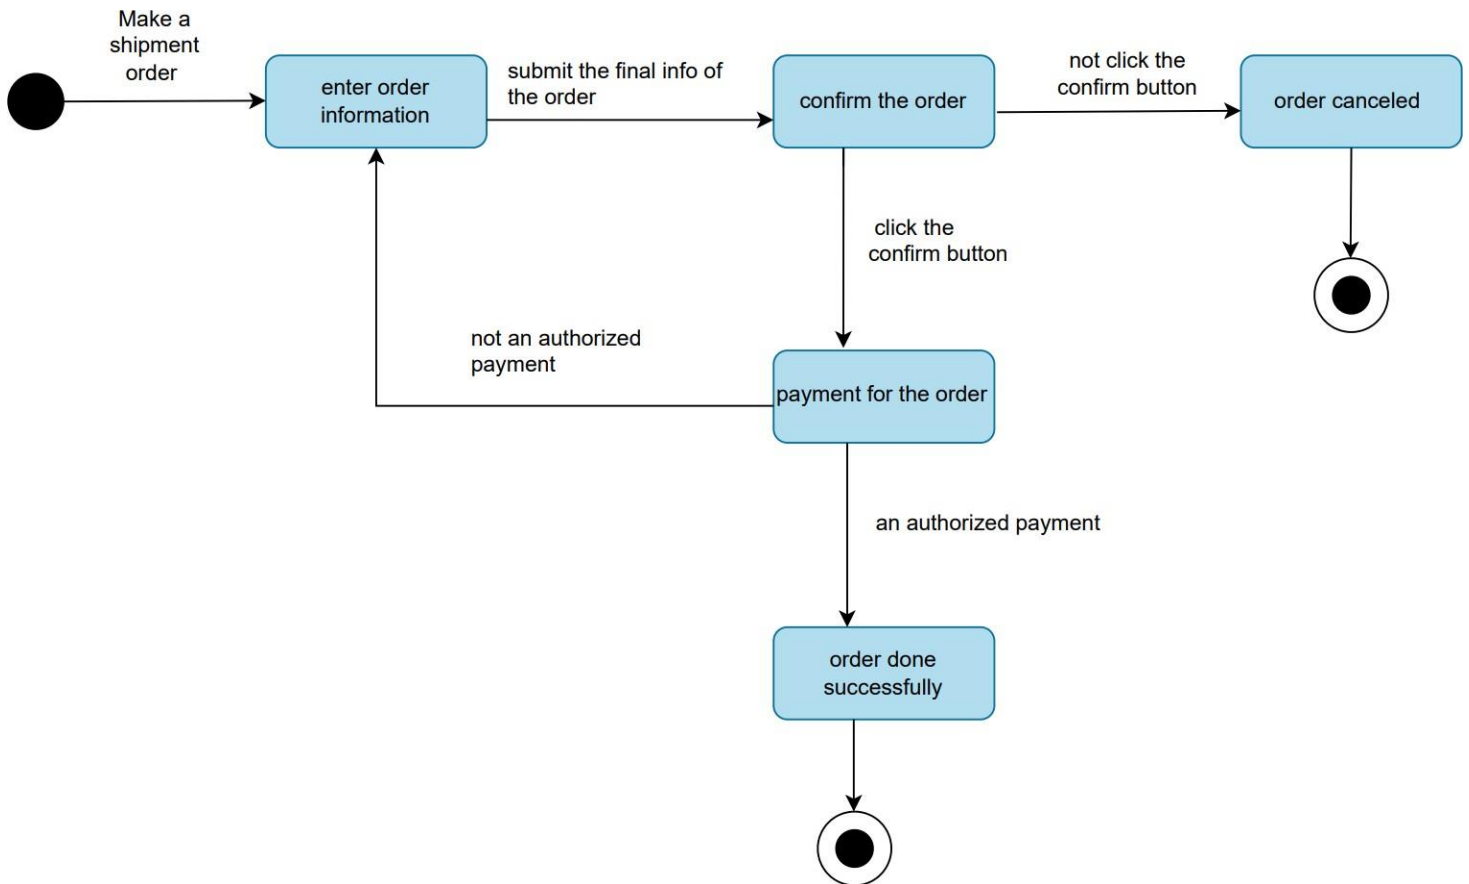 Make a
shipment
order
enter order
information
submit the final info of
the order
confirm the order
not click the
confirm button
order canceled
click the
confirm button
not an authorized
payment
payment for the order
an authorized payment
order done
successfully